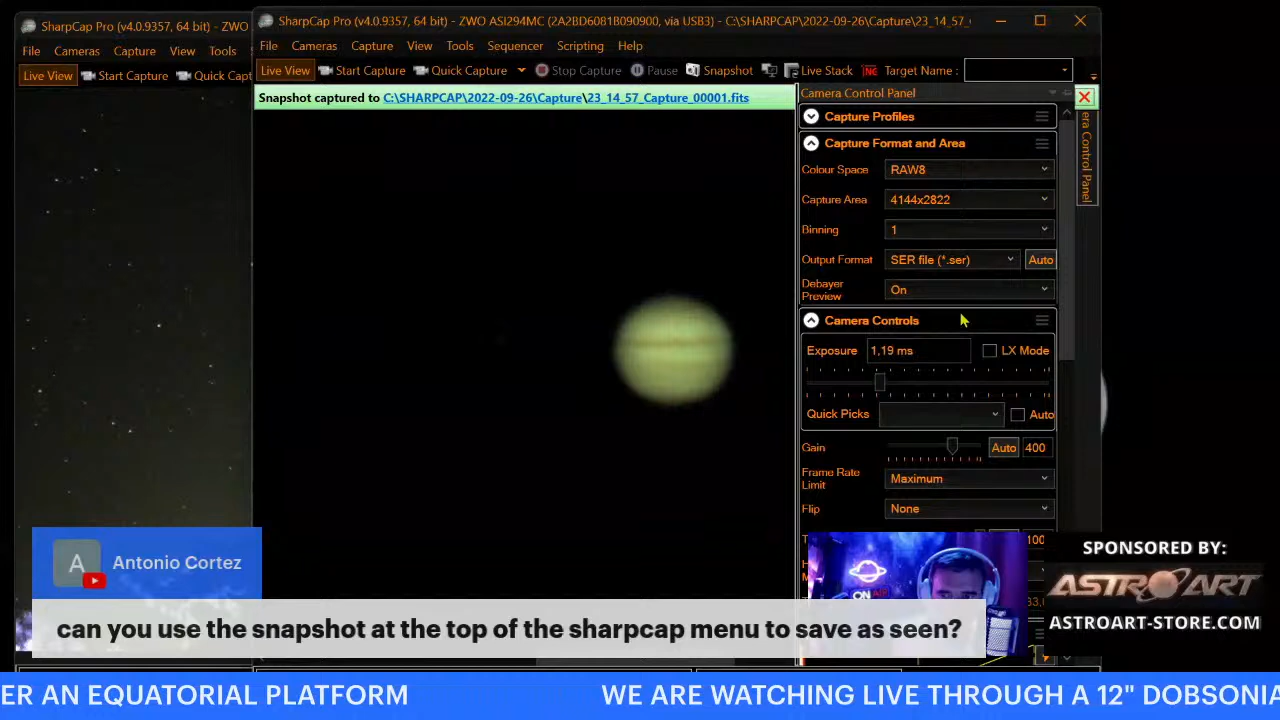 SharpCap Pro (v4.0.9357, 64 bit) - ZWO
File Cameras Capture View Tools
Live View Start Capture Quick Capt
SharpCap Pro (v4.0.9357, 64 bit) - ZWO ASI294MC (2A2BD6081B090900, via USB3) - C:\SHARPCAP\2022-09-26\Capture\23_14_57_
File Cameras Capture View Tools Sequencer Scripting Help
Live View Start Capture Quick Capture Stop Capture Pause Snapshot Live Stack Target Name :
Snapshot captured to C:\SHARPCAP\2022-09-26\Capture\23_14_57_Capture_00001.fits
Camera Control Panel
era Control Panel
Capture Profiles
Capture Format and Area
Colour Space RAW8
Capture Area 4144x2822
Binning 1
Output Format SER file (*.ser) Auto
Debayer
Preview On
Camera Controls
Exposure 1,19 ms LX Mode
Quick Picks Auto
Gain Auto 400
Frame Rate
Limit Maximum
Flip None
A Antonio Cortez
can you use the snapshot at the top of the sharpcap menu to save as seen?
ON AIR
SPONSORED BY:
ASTROART
ASTROART-STORE.COM
ER AN EQUATORIAL PLATFORM WE ARE WATCHING LIVE THROUGH A 12" DOBSONIA